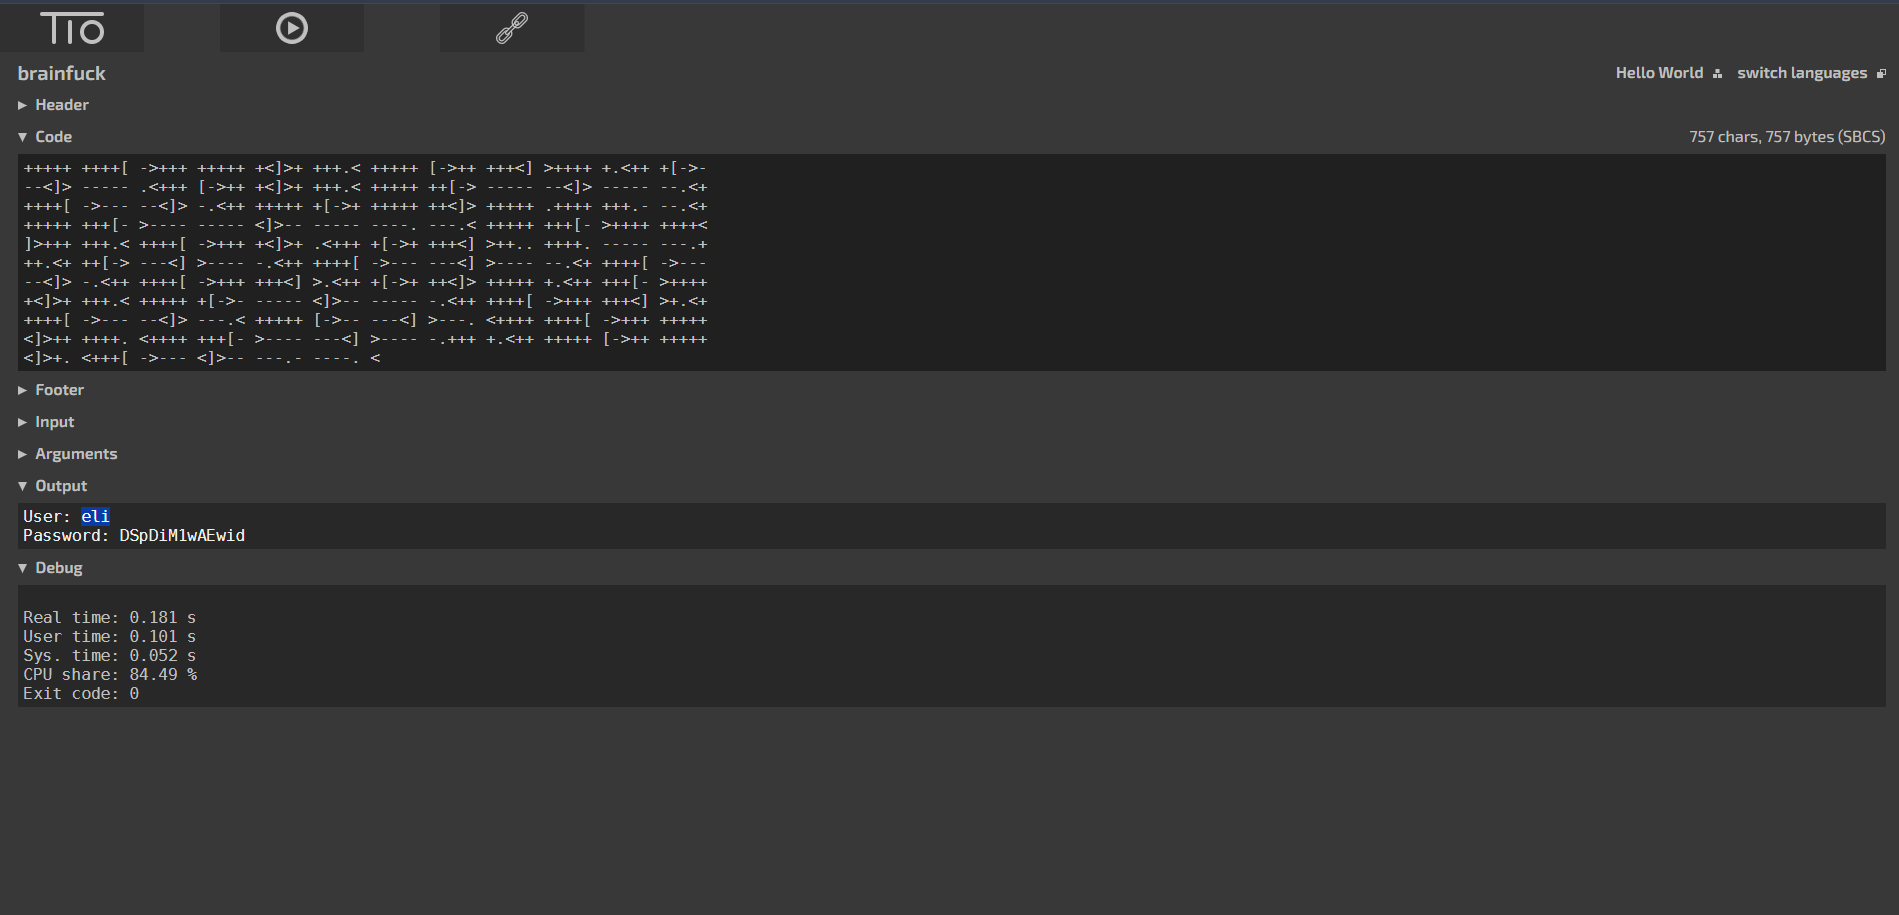 TIO
brainfuck
Hello World switch languages
▶ Header
▼ Code 757 chars, 757 bytes (SBCS)
+++++ ++++[ ->+++ +++++ +<]>+ +++.< +++++ [->++ +++<] >++++ +.<++ +[->-
--<]> ----- .<+++ [->++ +<]>+ +++.< +++++ ++[-> ----- --<]> ----- --.<+
++++[ ->--- --<]> -.<++ +++++ +[->+ +++++ ++<]> +++++ .++++ +++.- --.<+
+++++ +++[- >---- ----- <]>-- ----- ----. ---.< +++++ +++[- >++++ ++++<
]>+++ +++.< ++++[ ->+++ +<]>+ .<+++ +[->+ +++<] >++.. ++++. ----- ---.+
++.<+ ++[-> ---<] >---- -.<++ ++++[ ->--- ---<] >---- --.<+ ++++[ ->---
--<]> -.<++ ++++[ ->+++ +++<] >.<++ +[->+ ++<]> +++++ +.<++ +++[- >++++
+<]>+ +++.< +++++ +[->- ----- <]>-- ----- -.<++ ++++[ ->+++ +++<] >+.<+
++++[ ->--- --<]> ---.< +++++ [->-- ---<] >---. <++++ ++++[ ->+++ +++++
<]>++ ++++. <++++ +++[- >---- ---<] >---- -.+++ +.<++ +++++ [->++ +++++
<]>+. <+++[ ->--- <]>-- ---.- ----. <
▶ Footer
▶ Input
▶ Arguments
▼ Output
User: eli
Password: DSpDiM1wAEwid
▼ Debug
Real time: 0.181 s
User time: 0.101 s
Sys. time: 0.052 s
CPU share: 84.49 %
Exit code: 0